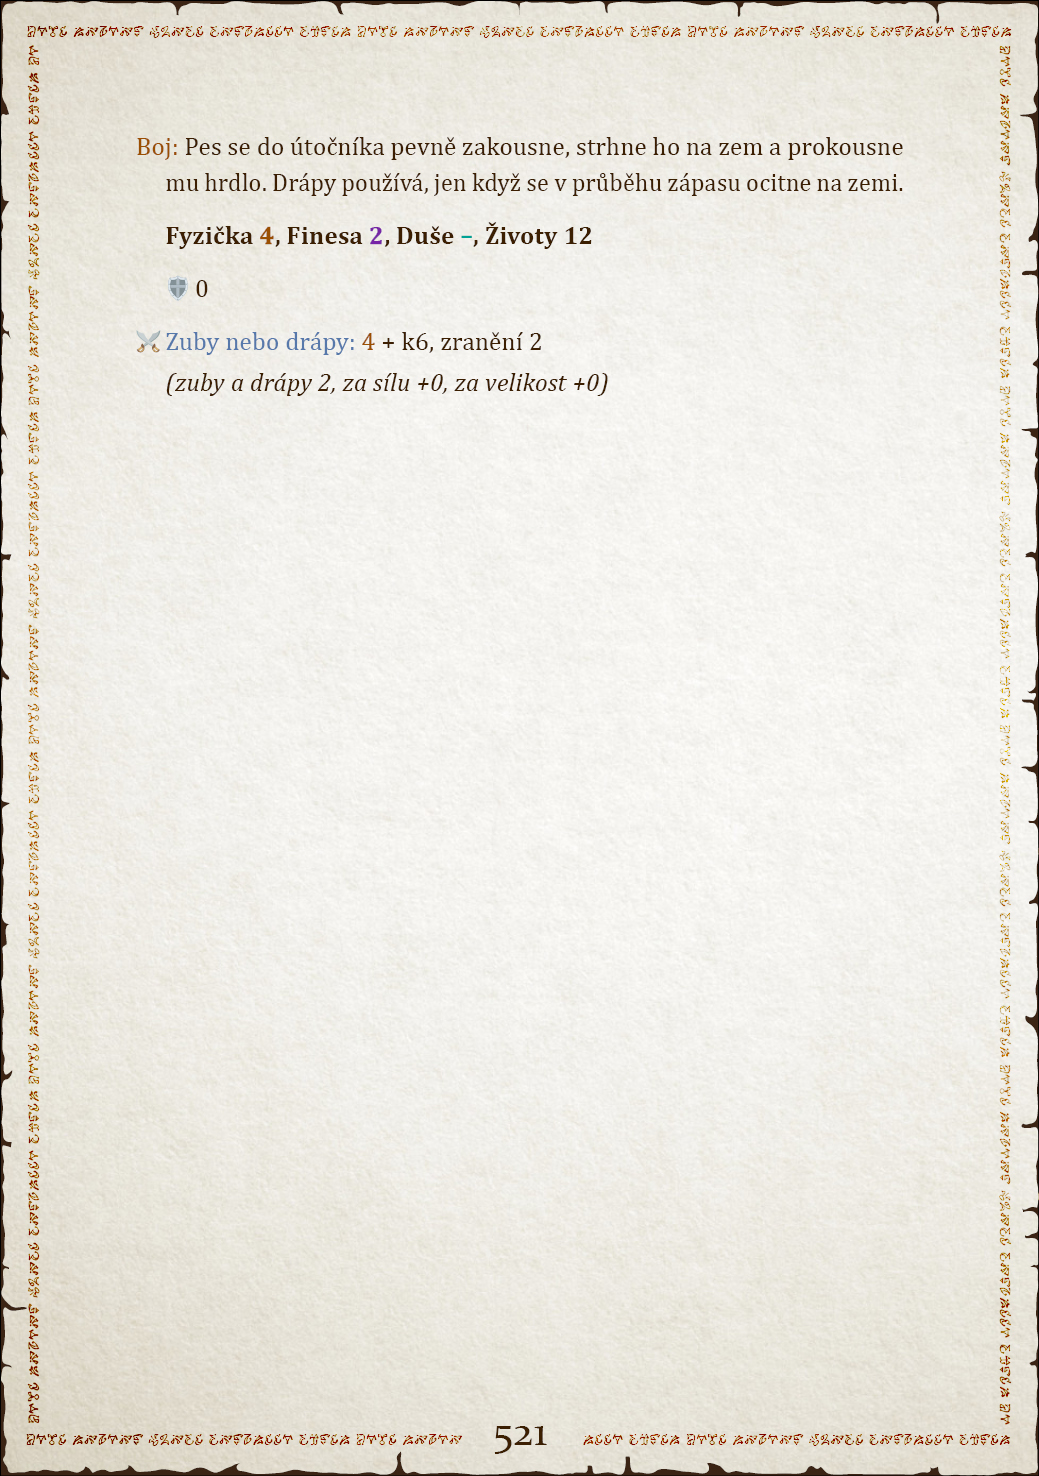 Boj: Pes se do útočníka pevně zakousne, strhne ho na zem a prokousne
mu hrdlo. Drápy používá, jen když se v průběhu zápasu ocitne na zemi.
Fyzička 4, Finesa 2, Duše –, Životy 12
0
Zuby nebo drápy: 4 + k6, zranění 2
(zuby a drápy 2, za sílu +0, za velikost +0)
521